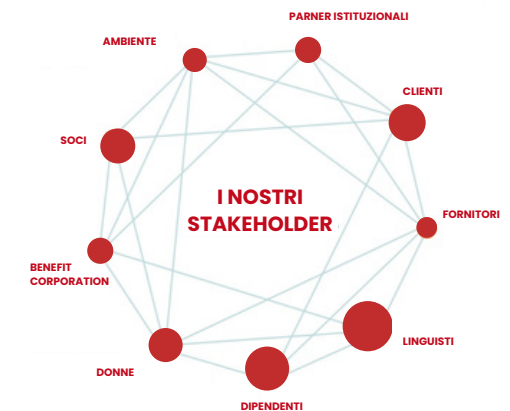 PARNER ISTITUZIONALI
AMBIENTE
CLIENTI
SOCI
I NOSTRI
STAKEHOLDER
FORNITORI
BENEFIT
CORPORATION
LINGUISTI
DONNE
DIPENDENTI